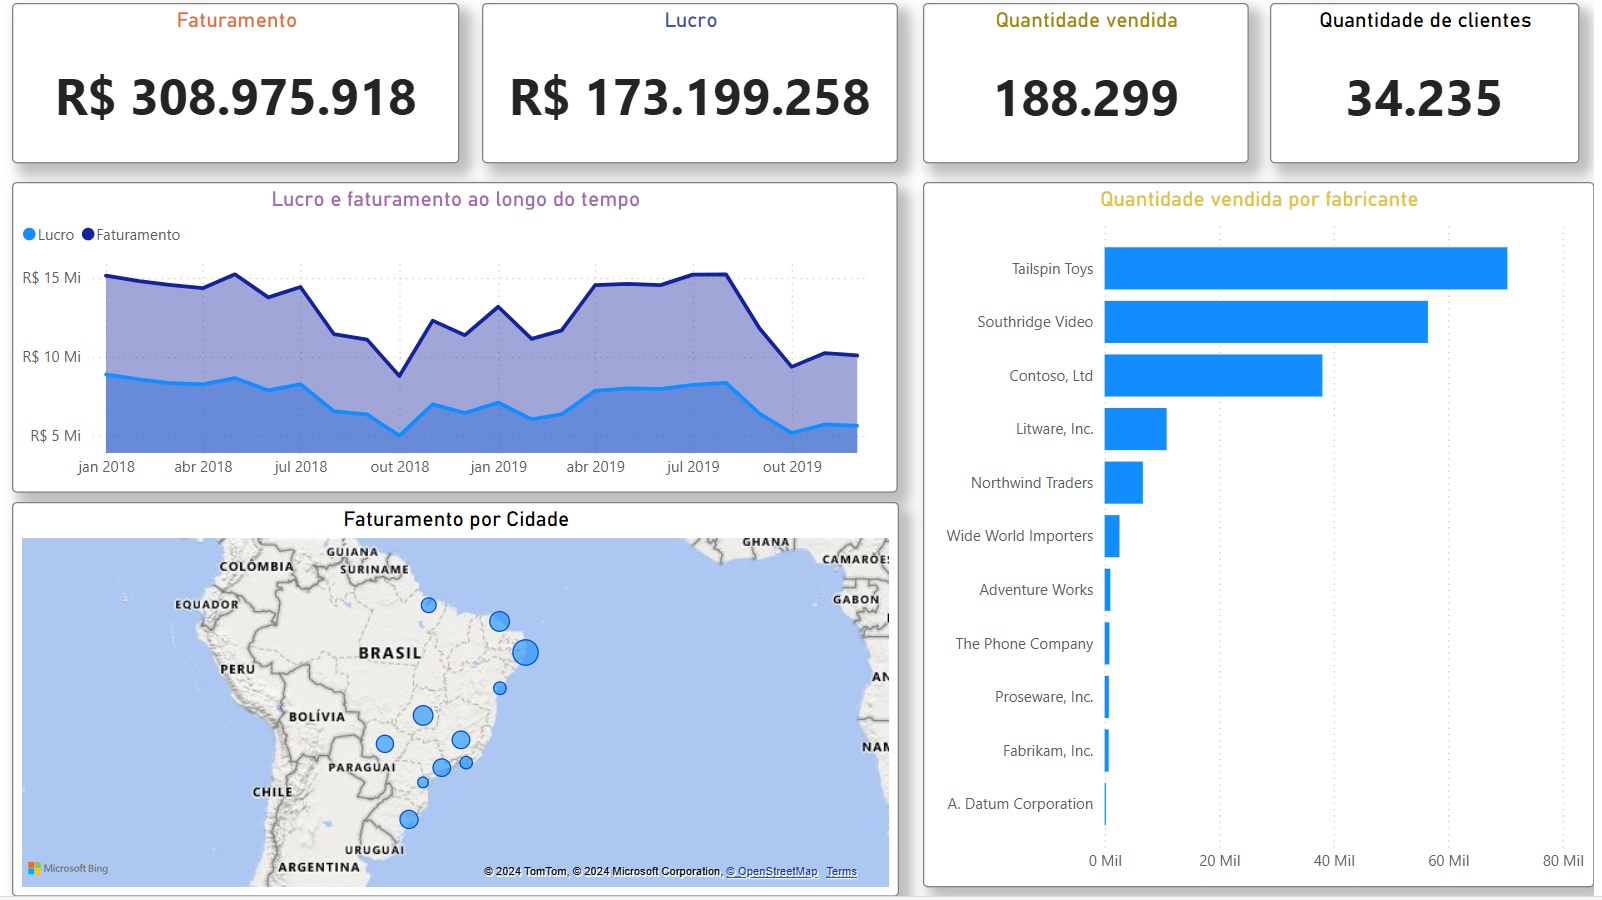 Faturamento
R$ 308.975.918
Lucro
R$ 173.199.258
Quantidade vendida
188.299
Quantidade de clientes
34.235
Lucro e faturamento ao longo do tempo
Lucro Faturamento
R$ 15 Mi
R$ 10 Mi
R$ 5 Mi
jan 2018 abr 2018 jul 2018 out 2018 jan 2019 abr 2019 jul 2019 out 2019
Faturamento por Cidade
GUIANA
GHANA
COLÔMBIA
SURINAME
CAMARÕES
EQUADOR
GABON
BRASIL
PERU
AN
BOLÍVIA
NAM
PARAGUAI
CHILE
URUGUAI
ARGENTINA
Microsoft Bing
© 2024 TomTom, © 2024 Microsoft Corporation, © OpenStreetMap Terms
Quantidade vendida por fabricante
Tailspin Toys
Southridge Video
Contoso, Ltd
Litware, Inc.
Northwind Traders
Wide World Importers
Adventure Works
The Phone Company
Proseware, Inc.
Fabrikam, Inc.
A. Datum Corporation
0 Mil 20 Mil 40 Mil 60 Mil 80 Mil